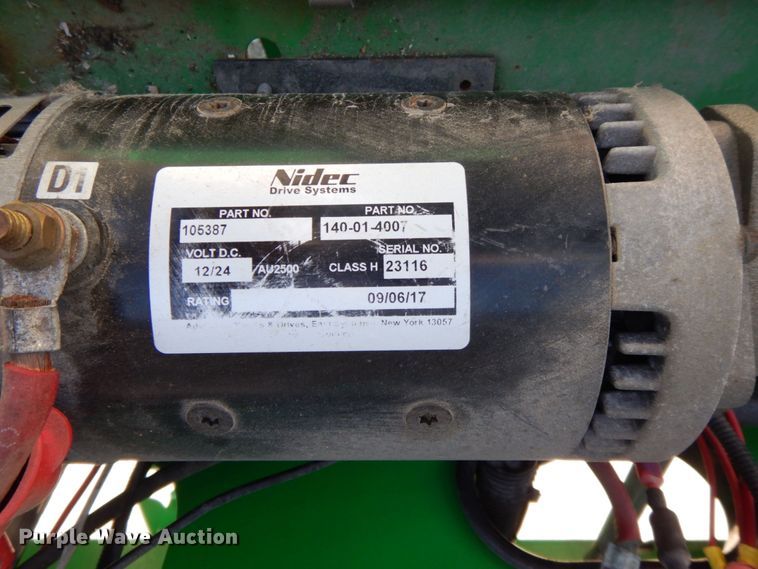 D1
Nidec
Drive Systems
PART NO. PART NO.
105387 140-01-4007
VOLT D.C. SERIAL NO.
12/24 AU2500 CLASS H 23116
RATING 09/06/17
& Drives, New York 13057
Purple Wave Auction